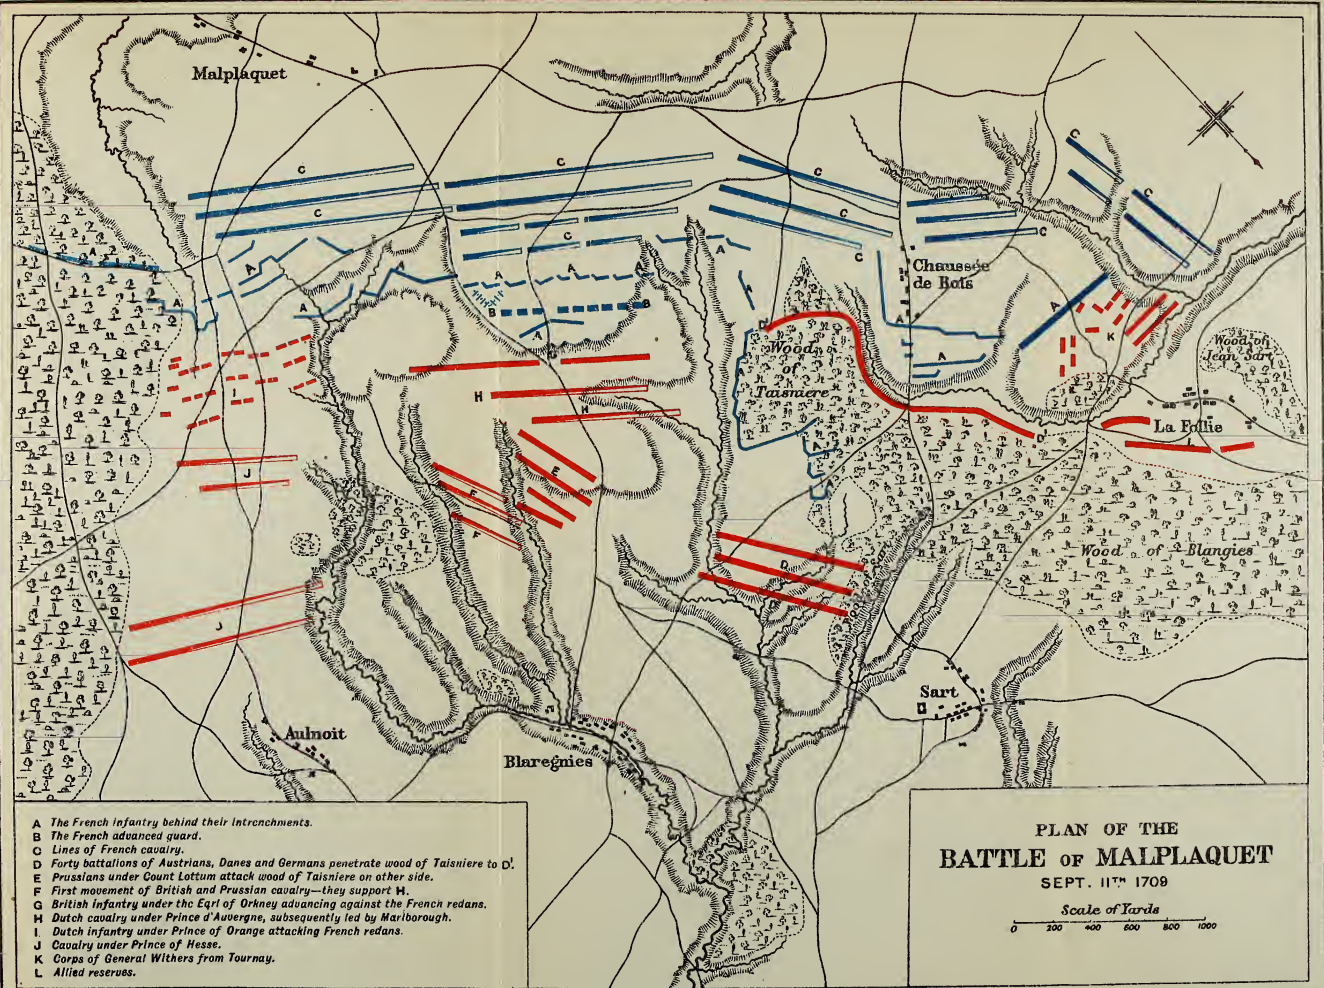 Malplaquet
C
C
C
C
C
C
C
C
C
C
A
A
A
A
A
A
A
A
A
B
B
A
G
Chaussée
de Bois
A
A
A
K
D'
Wood
of
Taisniere
A
A
A
Wood of
Jean Sart
H
H
I
La Follie
L
D'
J
E
F
F
D
Wood of Blangies
J
Sart
Aulnoit
Blaregnies
A The French infantry behind their Intrenchments.
B The French advanced guard.
C Lines of French cavalry.
D Forty battalions of Austrians, Danes and Germans penetrate wood of Taisniere to D'.
E Prussians under Count Lottum attack wood of Taisniere on other side.
F First movement of British and Prussian cavalry—they support H.
G British infantry under the Earl of Orkney advancing against the French redans.
H Dutch cavalry under Prince d'Auvergne, subsequently led by Marlborough.
I. Dutch infantry under Prince of Orange attacking French redans.
J Cavalry under Prince of Hesse.
K Corps of General Withers from Tournay.
L Allied reserves.
PLAN OF THE
BATTLE OF MALPLAQUET
SEPT. 11TH 1709
Scale of Yards
0 200 400 600 800 1000